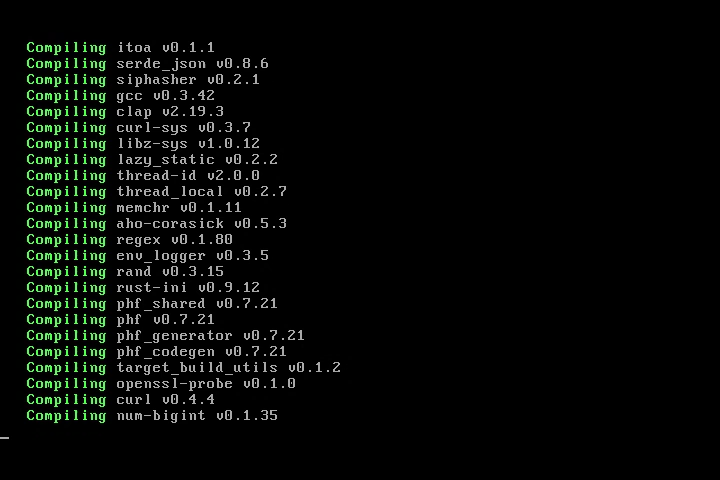 Compiling itoa v0.1.1
Compiling serde_json v0.8.6
Compiling siphasher v0.2.1
Compiling gcc v0.3.42
Compiling clap v2.19.3
Compiling curl-sys v0.3.7
Compiling libz-sys v1.0.12
Compiling lazy_static v0.2.2
Compiling thread-id v2.0.0
Compiling thread_local v0.2.7
Compiling memchr v0.1.11
Compiling aho-corasick v0.5.3
Compiling regex v0.1.80
Compiling env_logger v0.3.5
Compiling rand v0.3.15
Compiling rust-ini v0.9.12
Compiling phf_shared v0.7.21
Compiling phf v0.7.21
Compiling phf_generator v0.7.21
Compiling phf_codegen v0.7.21
Compiling target_build_utils v0.1.2
Compiling openssl-probe v0.1.0
Compiling curl v0.4.4
Compiling num-bigint v0.1.35